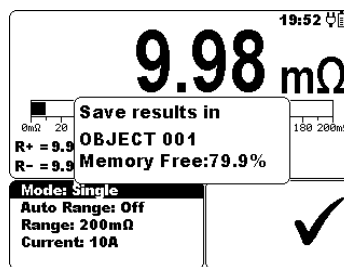 19:52
9.98 mΩ
0mΩ 20 180 200mΩ
R+ = 9.9
R- = 9.9
Save results in
OBJECT 001
Memory Free:79.9%
Mode: Single
Auto Range: Off
Range: 200mΩ
Current: 10A